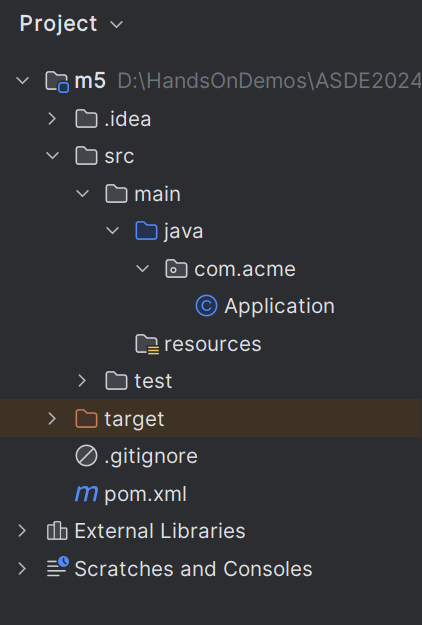 Project
m5 D:\HandsOnDemos\ASDE2024
.idea
src
main
java
com.acme
Application
resources
test
target
.gitignore
pom.xml
External Libraries
Scratches and Consoles